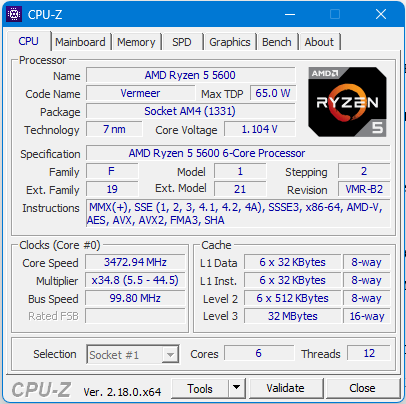 CPU-Z
CPU Mainboard Memory SPD Graphics Bench About
Processor
Name AMD Ryzen 5 5600
Code Name Vermeer Max TDP 65.0 W
Package Socket AM4 (1331)
Technology 7 nm Core Voltage 1.104 V
AMD
RYZEN
5
Specification AMD Ryzen 5 5600 6-Core Processor
Family F Model 1 Stepping 2
Ext. Family 19 Ext. Model 21 Revision VMR-B2
Instructions MMX(+), SSE (1, 2, 3, 4.1, 4.2, 4A), SSSE3, x86-64, AMD-V,
AES, AVX, AVX2, FMA3, SHA
Clocks (Core #0)
Core Speed 3472.94 MHz
Multiplier x34.8 (5.5 - 44.5)
Bus Speed 99.80 MHz
Rated FSB
Cache
L1 Data 6 x 32 KBytes 8-way
L1 Inst. 6 x 32 KBytes 8-way
Level 2 6 x 512 KBytes 8-way
Level 3 32 MBytes 16-way
Selection Socket #1 Cores 6 Threads 12
CPU-Z Ver. 2.18.0.x64 Tools Validate Close